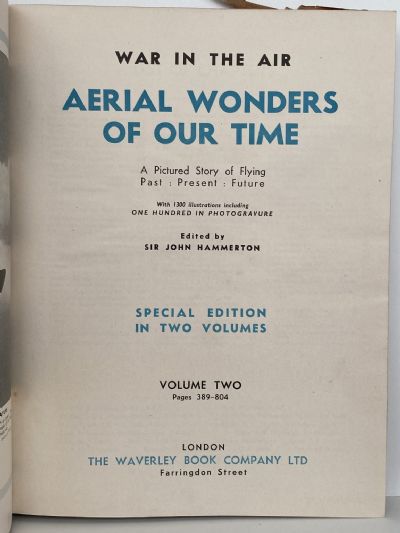 WAR IN THE AIR
AERIAL WONDERS
OF OUR TIME
A Pictured Story of Flying
Past : Present : Future
With 1300 illustrations including
ONE HUNDRED IN PHOTOGRAVURE
Edited by
SIR JOHN HAMMERTON
SPECIAL EDITION
IN TWO VOLUMES
VOLUME TWO
Pages 389–804
LONDON
THE WAVERLEY BOOK COMPANY LTD
Farringdon Street